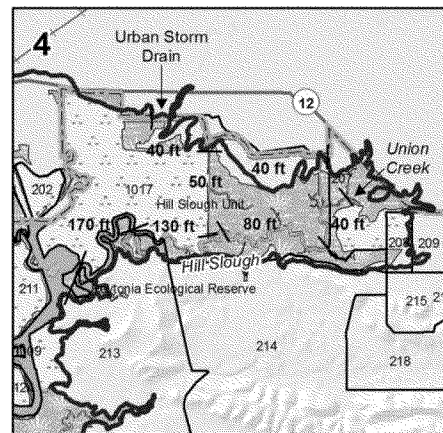 4
Urban Storm
Drain
12
Union
Creek
40 ft
40 ft
202
1017
50 ft
Hill Slough Unit
170 ft
130 ft
80 ft
40 ft
209
Hill Slough
Ecological Reserve
211
215
213
214
218